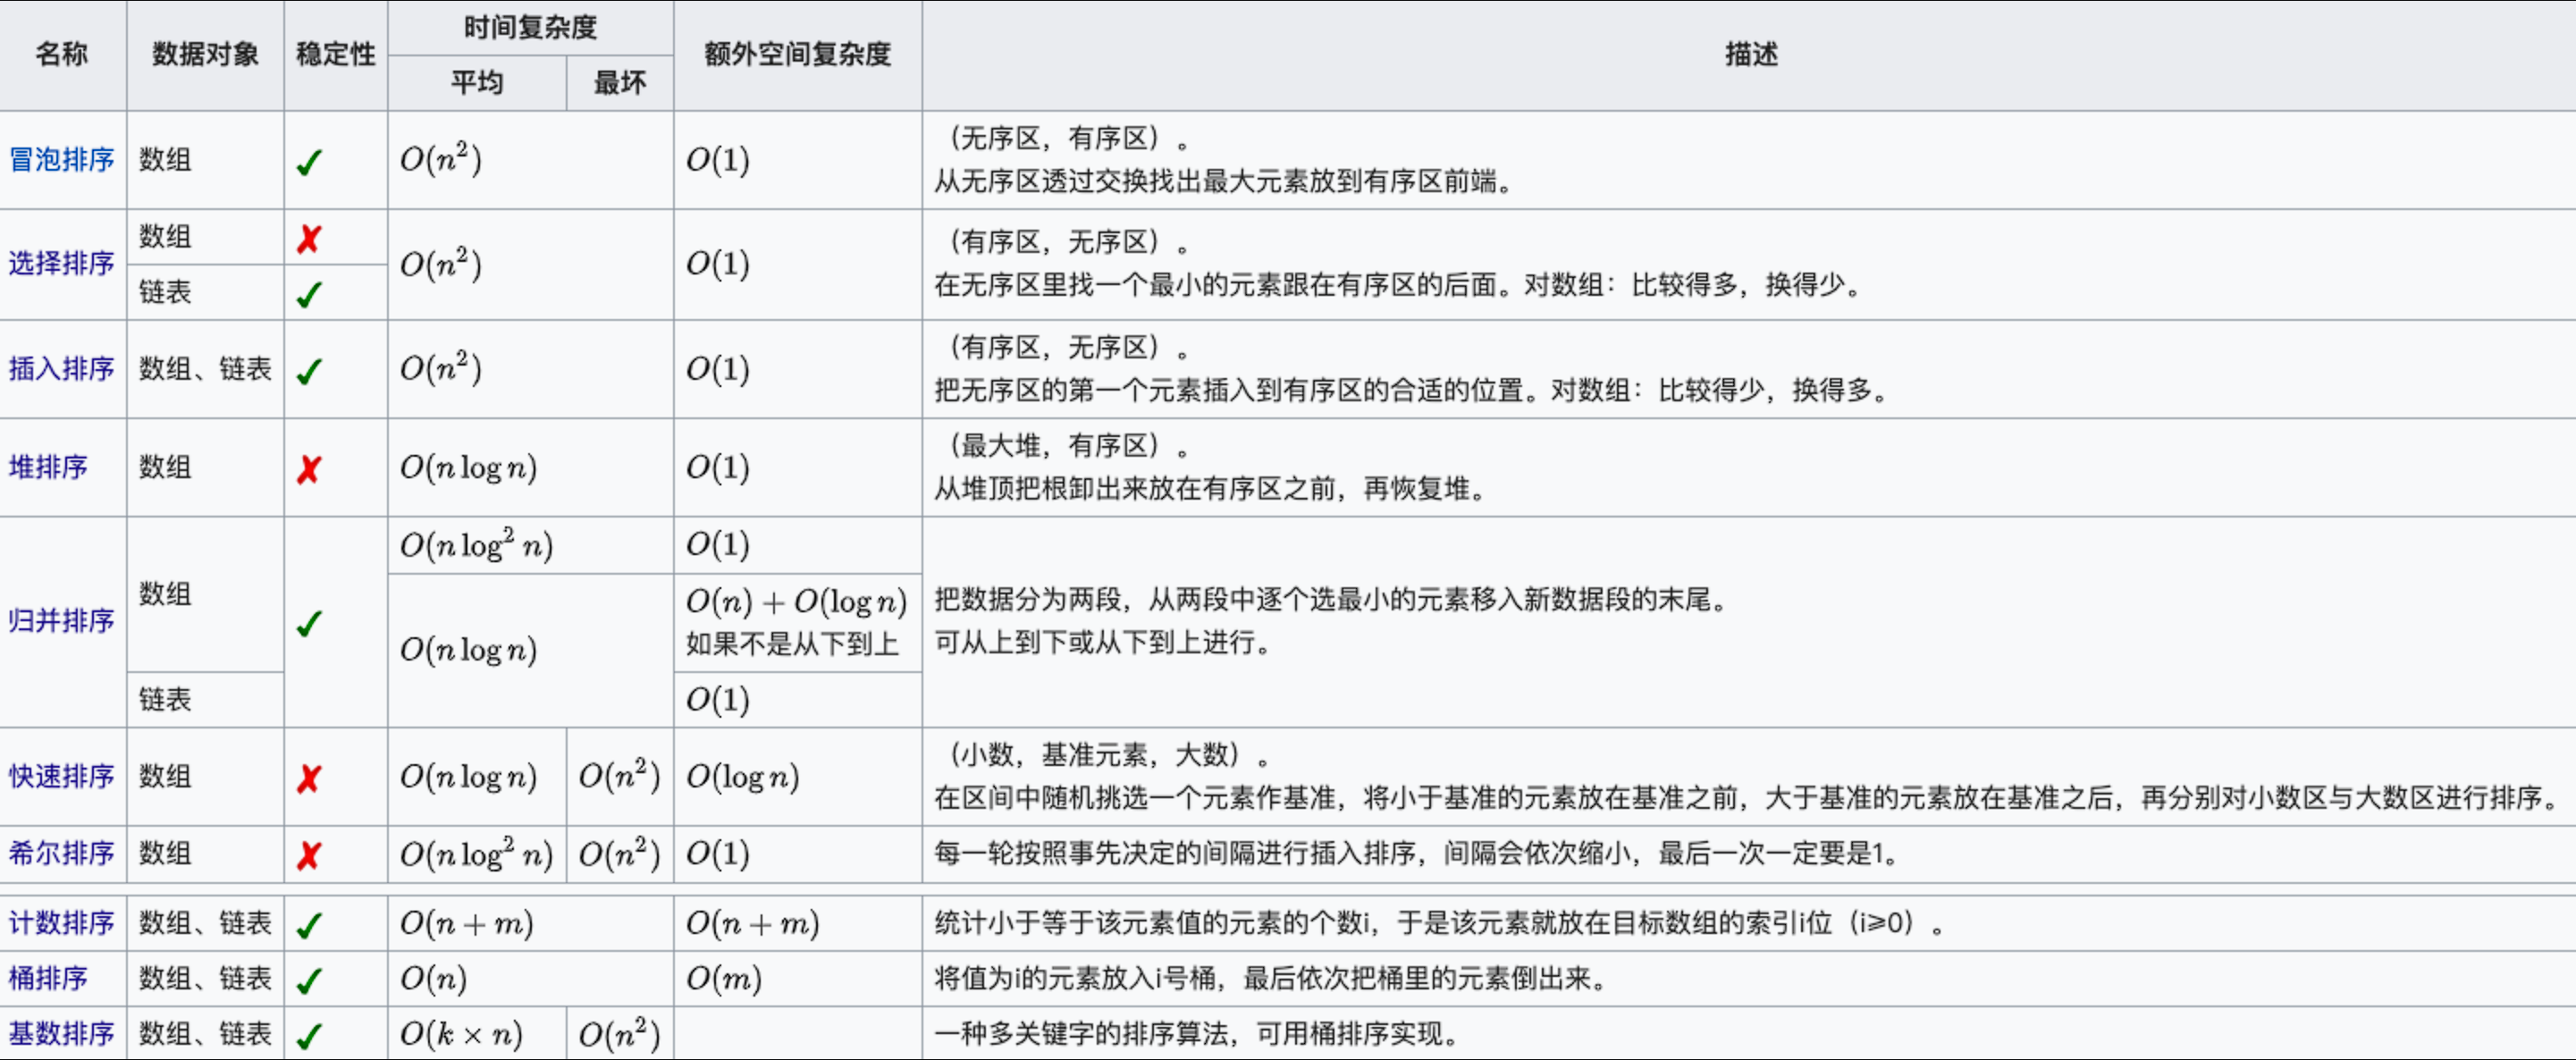 名称 数据对象 稳定性 时间复杂度 额外空间复杂度 描述
平均 最坏
冒泡排序 数组 ✓ O(n²) O(1) （无序区，有序区）。
从无序区透过交换找出最大元素放到有序区前端。
选择排序 数组 ✗ O(n²) O(1) （有序区，无序区）。
链表 ✓ 在无序区里找一个最小的元素跟在有序区的后面。对数组：比较得多，换得少。
插入排序 数组、链表 ✓ O(n²) O(1) （有序区，无序区）。
把无序区的第一个元素插入到有序区的合适的位置。对数组：比较得少，换得多。
堆排序 数组 ✗ O(n log n) O(1) （最大堆，有序区）。
从堆顶把根卸出来放在有序区之前，再恢复堆。
归并排序 数组 ✓ O(n log² n) O(1)
O(n log n) O(n) + O(log n) 把数据分为两段，从两段中逐个选最小的元素移入新数据段的末尾。
如果不是从下到上 可从上到下或从下到上进行。
链表 O(1)
快速排序 数组 ✗ O(n log n) O(n²) O(log n) （小数，基准元素，大数）。
在区间中随机挑选一个元素作基准，将小于基准的元素放在基准之前，大于基准的元素放在基准之后，再分别对小数区与大数区进行排序。
希尔排序 数组 ✗ O(n log² n) O(n²) O(1) 每一轮按照事先决定的间隔进行插入排序，间隔会依次缩小，最后一次一定要是1。
计数排序 数组、链表 ✓ O(n + m) O(n + m) 统计小于等于该元素值的元素的个数i，于是该元素就放在目标数组的索引i位（i≥0）。
桶排序 数组、链表 ✓ O(n) O(m) 将值为i的元素放入i号桶，最后依次把桶里的元素倒出来。
基数排序 数组、链表 ✓ O(k × n) O(n²) 一种多关键字的排序算法，可用桶排序实现。